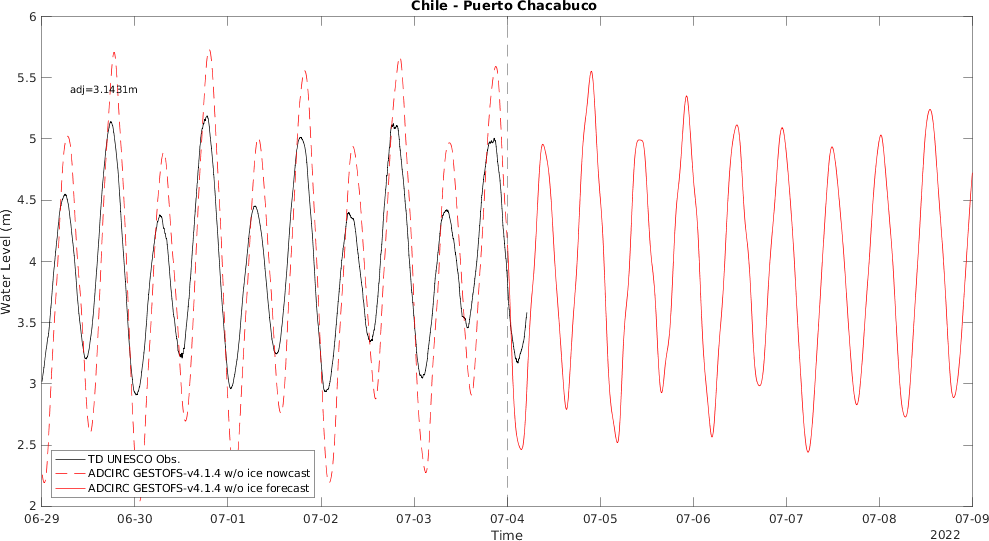 Chile - Puerto Chacabuco
6
5.5
5
4.5
4
3.5
3
2.5
2
Water Level (m)
adj=3.1431m
TD UNESCO Obs.
ADCIRC GESTOFS-v4.1.4 w/o ice nowcast
ADCIRC GESTOFS-v4.1.4 w/o ice forecast
06-29 06-30 07-01 07-02 07-03 07-04 07-05 07-06 07-07 07-08 07-09
Time
2022